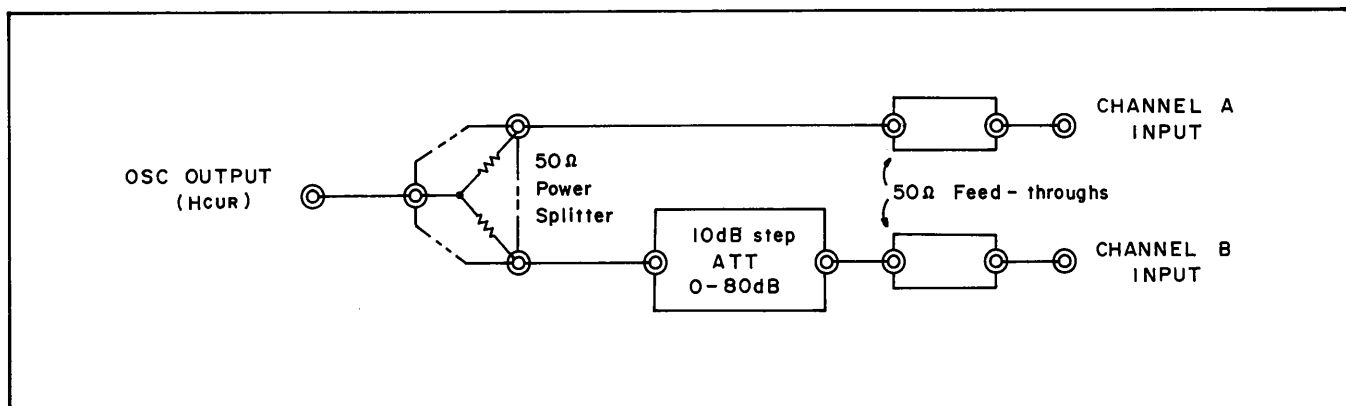 OSC OUTPUT
(HCUR)
50Ω
Power
Splitter
10dB step
ATT
0-80dB
CHANNEL A
INPUT
50Ω Feed-throughs
CHANNEL B
INPUT